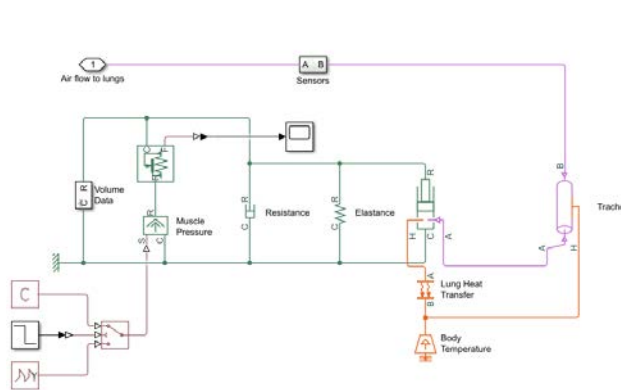 1
Air flow to lungs
A B
Sensors
B
C R
Volume
Data
R
S C
Muscle
Pressure
R
C
Resistance
R
C
Elastance
R
H C A
A H
Trache
A
B
Lung Heat
Transfer
Body
Temperature
C